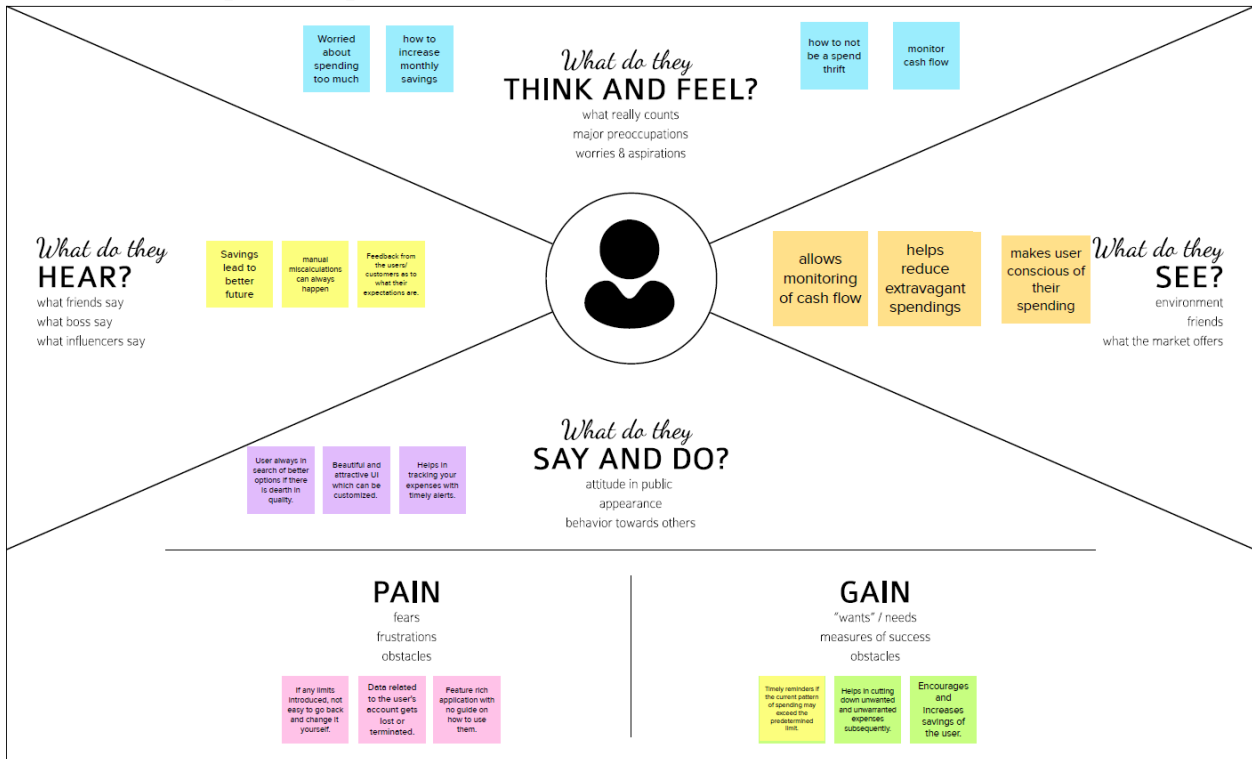 Worried
about
spending
too much
how to
increase
monthly
savings
What do they
THINK AND FEEL?
what really counts
major preoccupations
worries & aspirations
how to not
be a spend
thrift
monitor
cash flow
What do they
HEAR?
what friends say
what boss say
what influencers say
Savings
lead to
better
future
manual
miscalculations
can always
happen
Feedback from
the users/
customers as to
what their
expectations are.
allows
monitoring
of cash flow
helps
reduce
extravagant
spendings
makes user
conscious of
their
spending
What do they
SEE?
environment
friends
what the market offers
User always in
search of better
options if there
is dearth in
quality.
Beautiful and
attractive UI
which can be
customized.
Helps in
tracking your
expenses with
timely alerts.
What do they
SAY AND DO?
attitude in public
appearance
behavior towards others
PAIN
fears
frustrations
obstacles
If any limits
introduced, not
easy to go back
and change it
yourself.
Data related
to the user's
account gets
lost or
terminated.
Feature rich
application with
no guide on
how to use
them.
GAIN
"wants" / needs
measures of success
obstacles
Timely reminders if
the current pattern
of spending may
exceed the
predetermined
limit.
Helps in cutting
down unwanted
and unwarranted
expenses
subsequently.
Encourages
and
increases
savings of
the user.